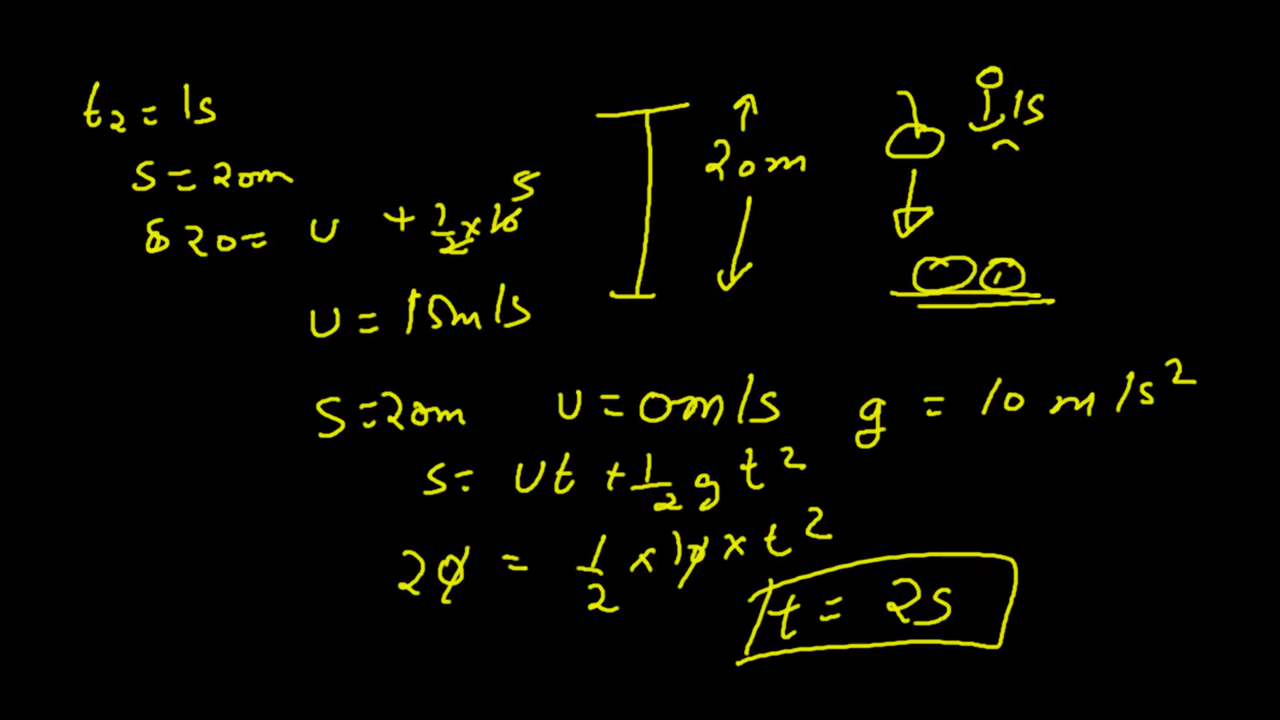 t₂ = 1s
S = 20m
20 = u + 1/2 × 10 5
u = 15m/s
20m
1s
S = 20m u = 0m/s g = 10 m/s²
s = ut + 1/2 g t²
20 = 1/2 × 10 × t²
t = 2s